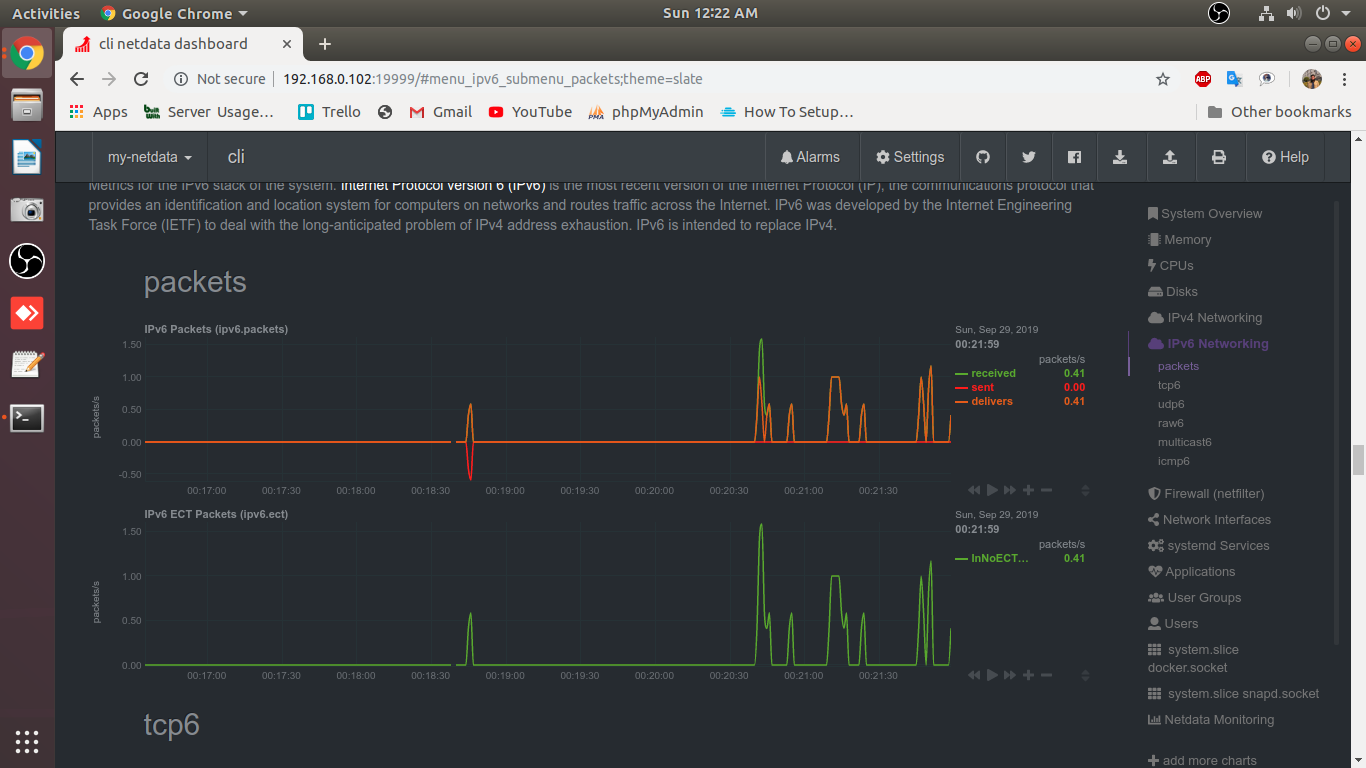 Activities Google Chrome Sun 12:22 AM
cli netdata dashboard
Not secure 192.168.0.102:19999/#menu_ipv6_submenu_packets;theme=slate
ABP
Apps Server Usage… Trello Gmail YouTube phpMyAdmin How To Setup… Other bookmarks
my-netdata cli Alarms Settings Help
Metrics for the IPv6 stack of the system. Internet Protocol version 6 (IPv6) is the most recent version of the Internet Protocol (IP), the communications protocol that
provides an identification and location system for computers on networks and routes traffic across the Internet. IPv6 was developed by the Internet Engineering
Task Force (IETF) to deal with the long-anticipated problem of IPv4 address exhaustion. IPv6 is intended to replace IPv4.
packets
IPv6 Packets (ipv6.packets)
packets/s
1.50
1.00
0.50
0.00
-0.50
00:17:00 00:17:30 00:18:00 00:18:30 00:19:00 00:19:30 00:20:00 00:20:30 00:21:00 00:21:30
Sun, Sep 29, 2019
00:21:59
packets/s
received 0.41
sent 0.00
delivers 0.41
IPv6 ECT Packets (ipv6.ect)
packets/s
1.50
1.00
0.50
0.00
00:17:00 00:17:30 00:18:00 00:18:30 00:19:00 00:19:30 00:20:00 00:20:30 00:21:00 00:21:30
Sun, Sep 29, 2019
00:21:59
packets/s
InNoECT… 0.41
tcp6
System Overview
Memory
CPUs
Disks
IPv4 Networking
IPv6 Networking
packets
tcp6
udp6
raw6
multicast6
icmp6
Firewall (netfilter)
Network Interfaces
systemd Services
Applications
User Groups
Users
system.slice
docker.socket
system.slice snapd.socket
Netdata Monitoring
add more charts